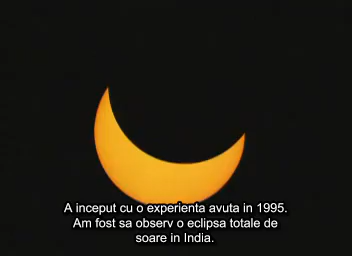 A inceput cu o experienta avuta in 1995.
Am fost sa observ o eclipsa totale de
soare in India.